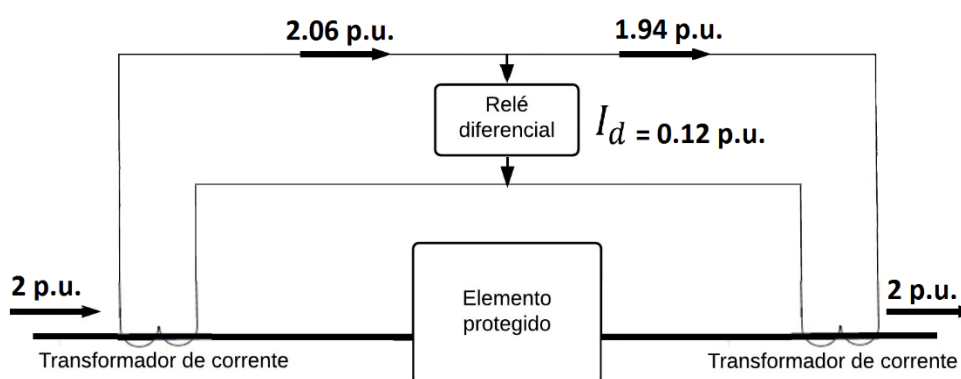 2.06 p.u.
1.94 p.u.
Relé
diferencial
I_d = 0.12 p.u.
2 p.u.
Elemento
protegido
2 p.u.
Transformador de corrente
Transformador de corrente